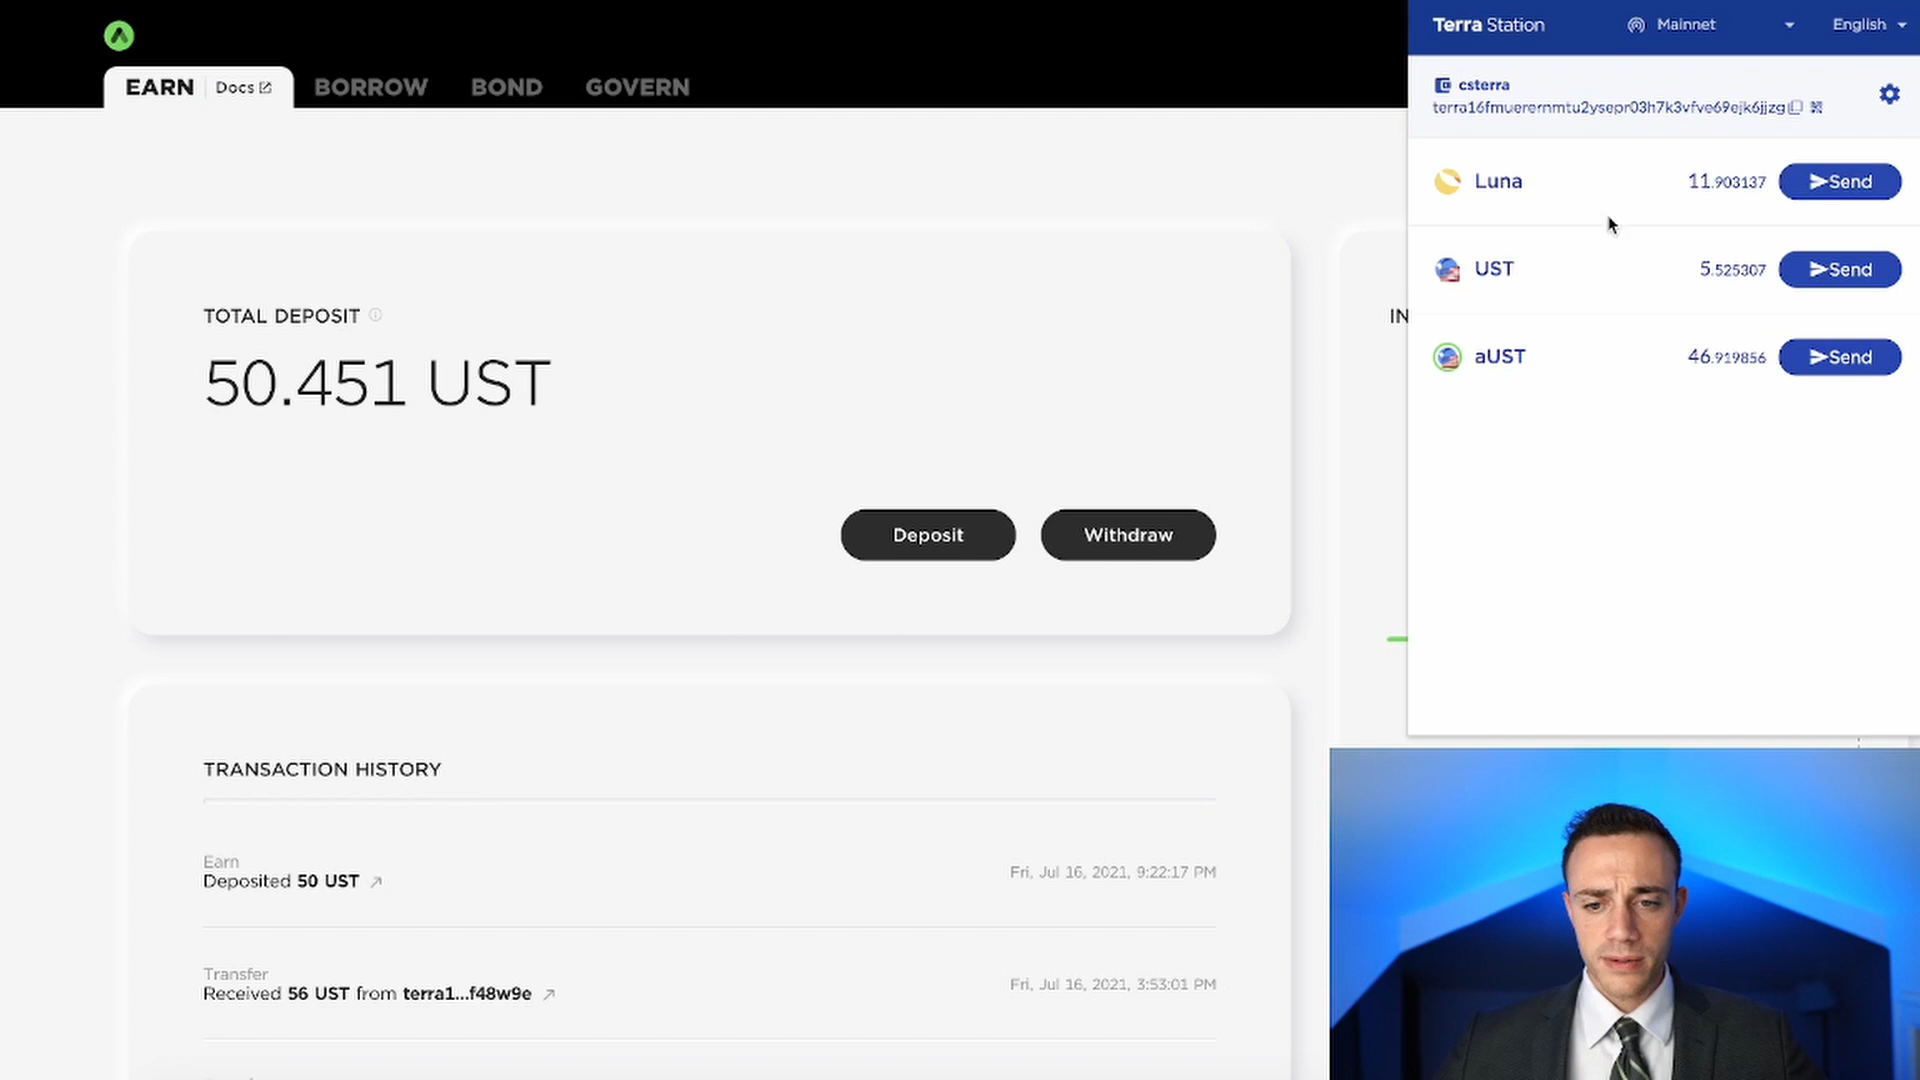 EARN
Docs
BORROW
BOND
GOVERN
TOTAL DEPOSIT
50.451 UST
Deposit
Withdraw
TRANSACTION HISTORY
Earn
Deposited 50 UST
Fri, Jul 16, 2021, 9:22:17 PM
Transfer
Received 56 UST from terra1...f48w9e
Fri, Jul 16, 2021, 3:53:01 PM
IN
Terra Station
Mainnet
English
csterra
terra16fmuerernmtu2ysepr03h7k3vfve69ejk6jjzg
Luna
11.903137
Send
UST
5.525307
Send
aUST
46.919856
Send